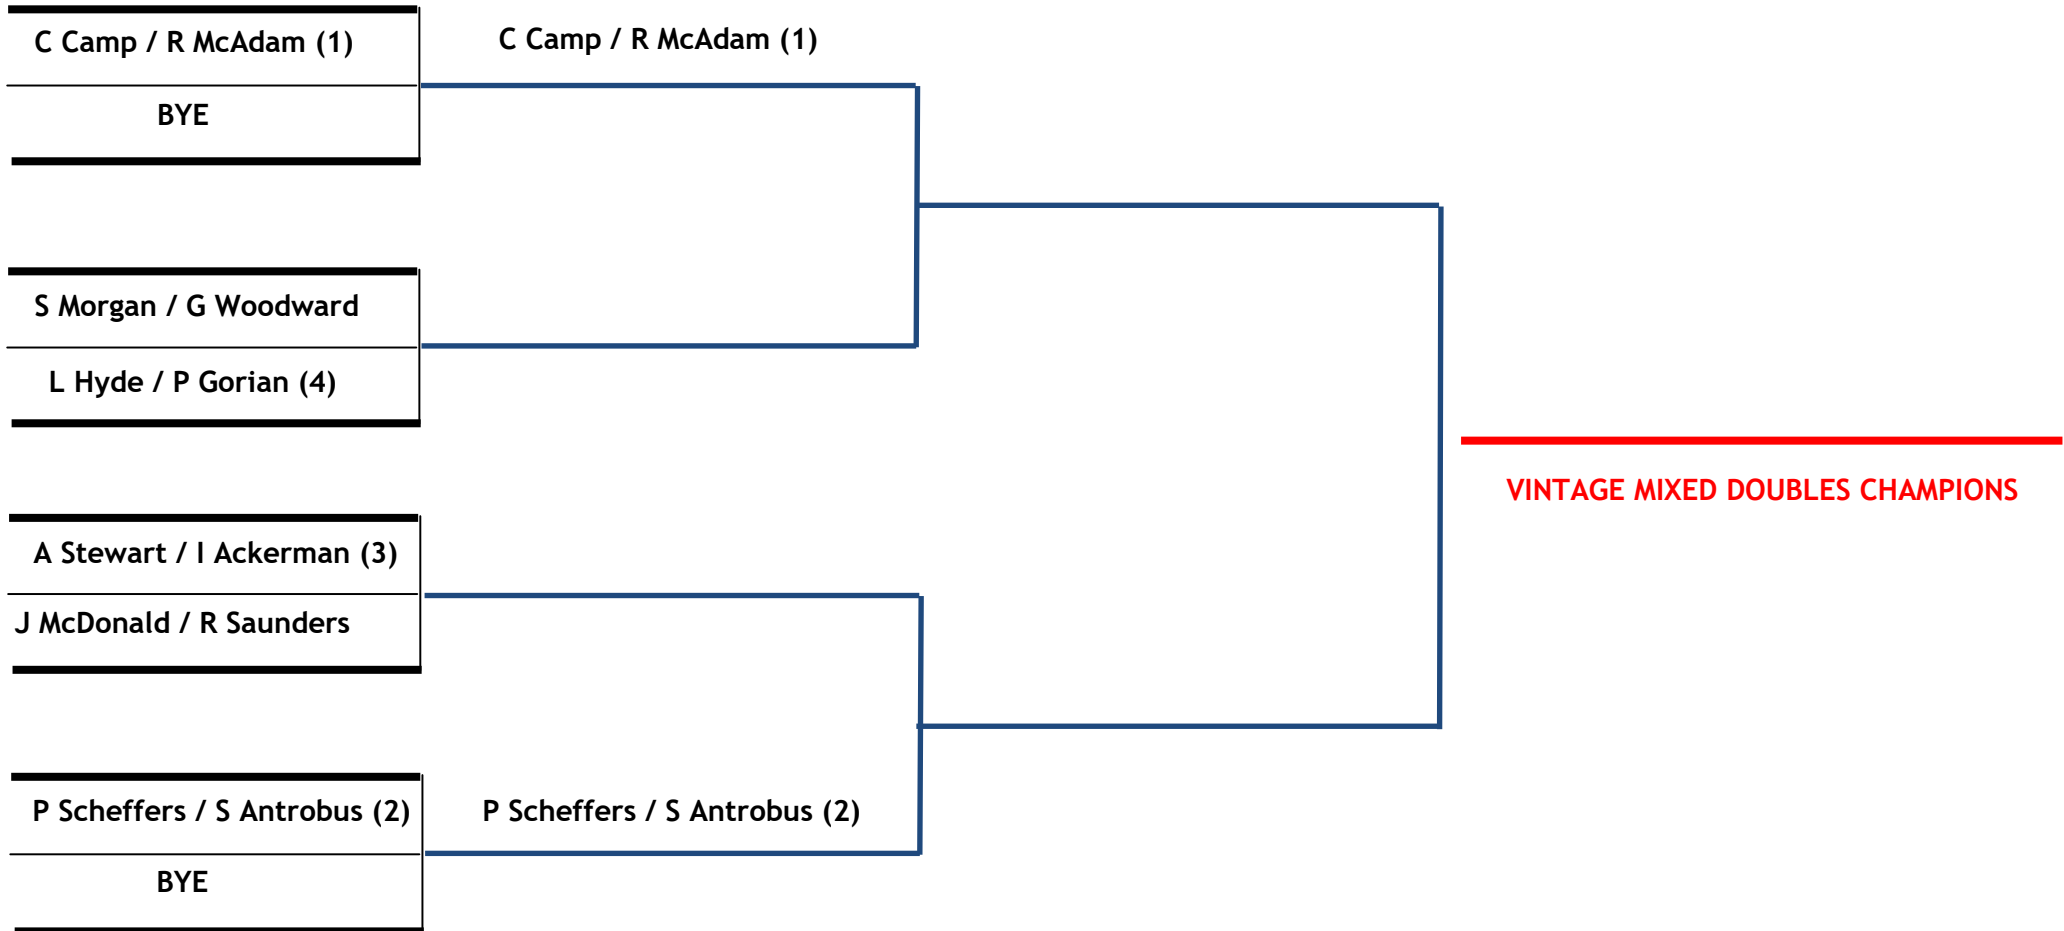 C Camp / R McAdam (1)
BYE
S Morgan / G Woodward
L Hyde / P Gorian (4)
A Stewart / I Ackerman (3)
J McDonald / R Saunders
P Scheffers / S Antrobus (2)
BYE
C Camp / R McAdam (1)
P Scheffers / S Antrobus (2)
VINTAGE MIXED DOUBLES CHAMPIONS